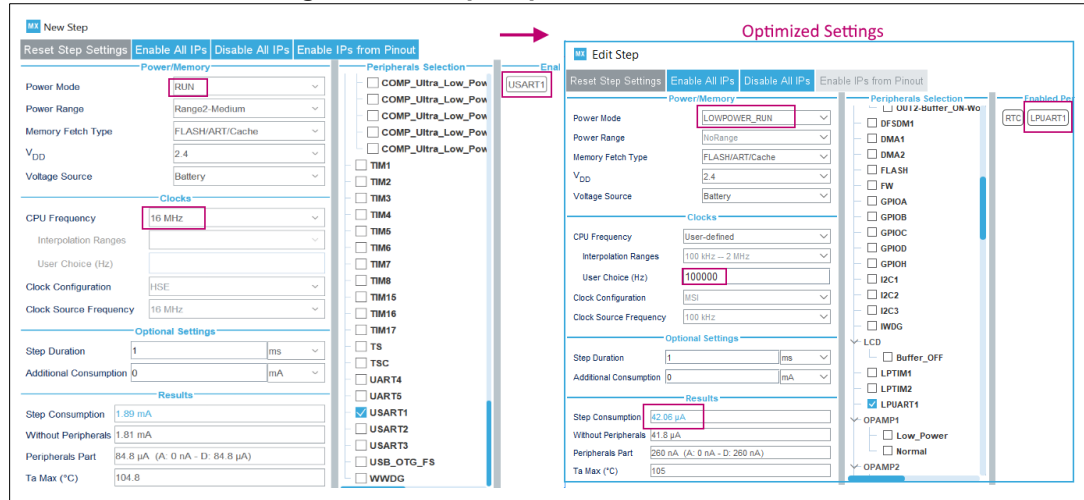 MX New Step
Reset Step Settings Enable All IPs Disable All IPs Enable IPs from Pinout
Power/Memory
Power Mode RUN
Power Range Range2-Medium
Memory Fetch Type FLASH/ART/Cache
VDD 2.4
Voltage Source Battery
Clocks
CPU Frequency 16 MHz
Interpolation Ranges
User Choice (Hz)
Clock Configuration HSE
Clock Source Frequency 16 MHz
Optional Settings
Step Duration 1 ms
Additional Consumption 0 mA
Results
Step Consumption 1.89 mA
Without Peripherals 1.81 mA
Peripherals Part 84.8 µA (A: 0 nA - D: 84.8 µA)
Ta Max (°C) 104.8
Peripherals Selection
COMP_Ultra_Low_Pow
COMP_Ultra_Low_Pow
COMP_Ultra_Low_Pow
COMP_Ultra_Low_Pow
COMP_Ultra_Low_Pow
TIM1
TIM2
TIM3
TIM4
TIM5
TIM6
TIM7
TIM8
TIM15
TIM16
TIM17
TS
TSC
UART4
UART5
USART1
USART2
USART3
USB_OTG_FS
WWDG
Enal
USART1
Optimized Settings
MX Edit Step
Reset Step Settings Enable All IPs Disable All IPs Enable IPs from Pinout
Power/Memory
Power Mode LOWPOWER_RUN
Power Range NoRange
Memory Fetch Type FLASH/ART/Cache
VDD 2.4
Voltage Source Battery
Clocks
CPU Frequency User-defined
Interpolation Ranges 100 kHz -- 2 MHz
User Choice (Hz) 100000
Clock Configuration MSI
Clock Source Frequency 100 kHz
Optional Settings
Step Duration 1 ms
Additional Consumption 0 mA
Results
Step Consumption 42.06 µA
Without Peripherals 41.8 µA
Peripherals Part 260 nA (A: 0 nA - D: 260 nA)
Ta Max (°C) 105
Peripherals Selection
OUT2-Buffer_ON-Wo
DFSDM1
DMA1
DMA2
FLASH
FW
GPIOA
GPIOB
GPIOC
GPIOD
GPIOH
I2C1
I2C2
I2C3
IWDG
LCD
Buffer_OFF
LPTIM1
LPTIM2
LPUART1
OPAMP1
Low_Power
Normal
OPAMP2
Enabled Per
RTC LPUART1